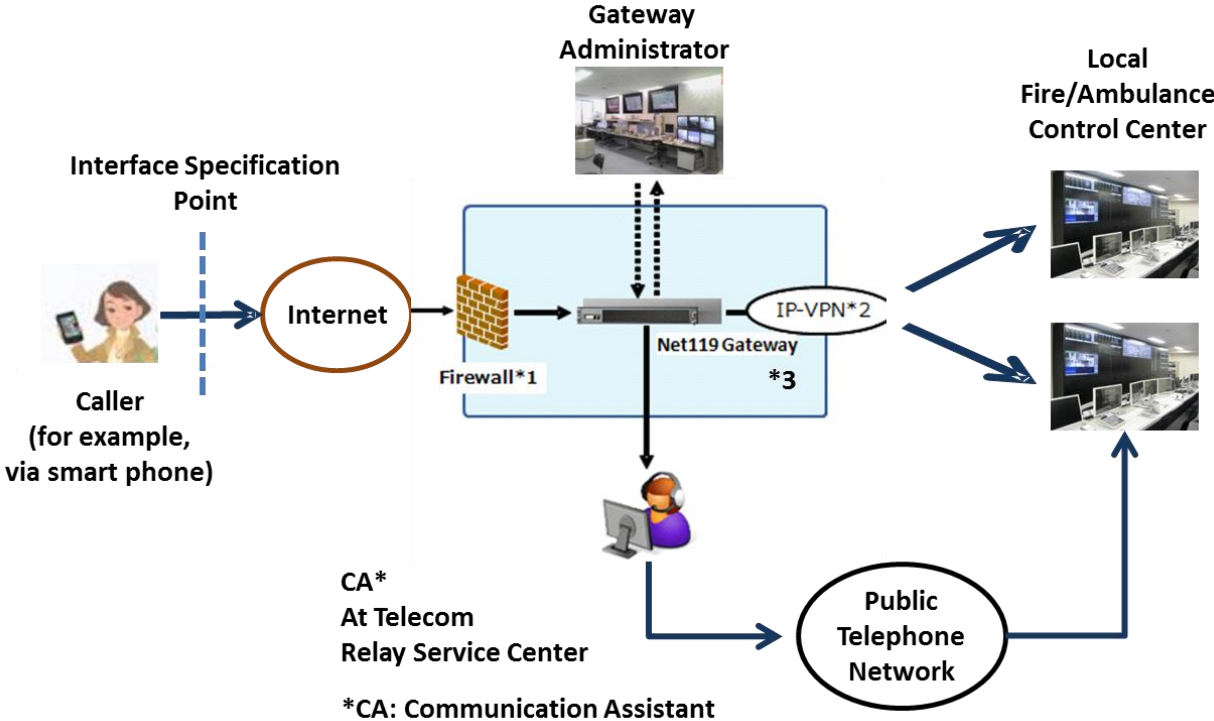 Gateway
Administrator
Local
Fire/Ambulance
Control Center
Interface Specification
Point
Internet
IP-VPN*2
Net119 Gateway
Firewall*1
*3
Caller
(for example,
via smart phone)
CA*
At Telecom
Relay Service Center
Public
Telephone
Network
*CA: Communication Assistant